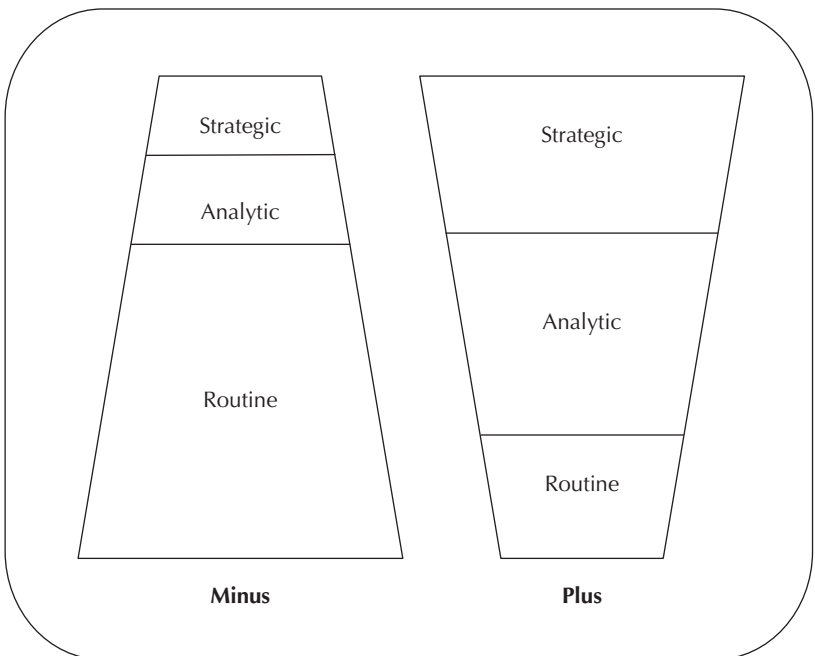 Strategic
Analytic
Routine
Minus
Strategic
Analytic
Routine
Plus